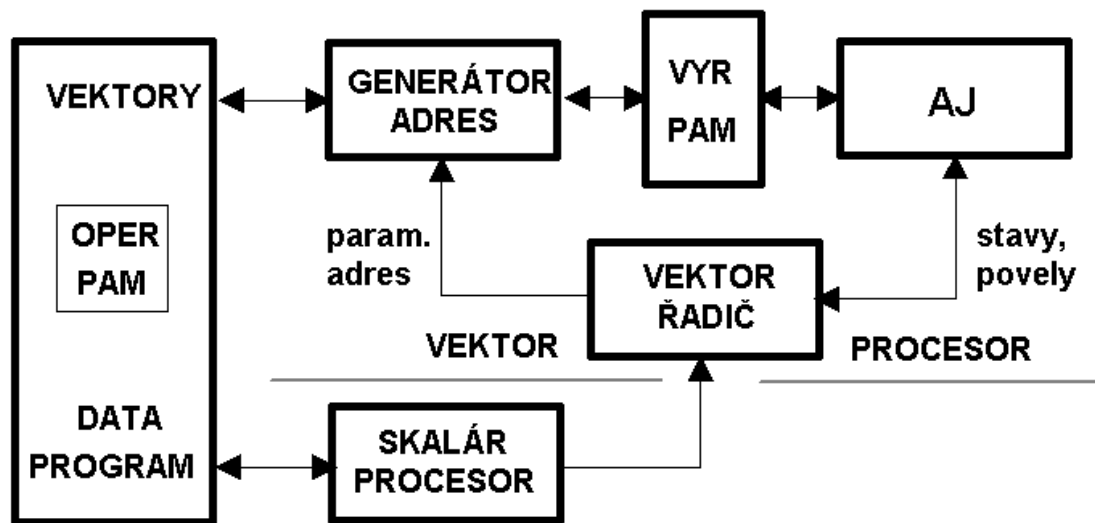 VEKTORY
OPER
PAM
DATA
PROGRAM
GENERÁTOR
ADRES
VYR
PAM
AJ
param.
adres
VEKTOR
ŘADIČ
stavy,
povely
VEKTOR
PROCESOR
SKALÁR
PROCESOR